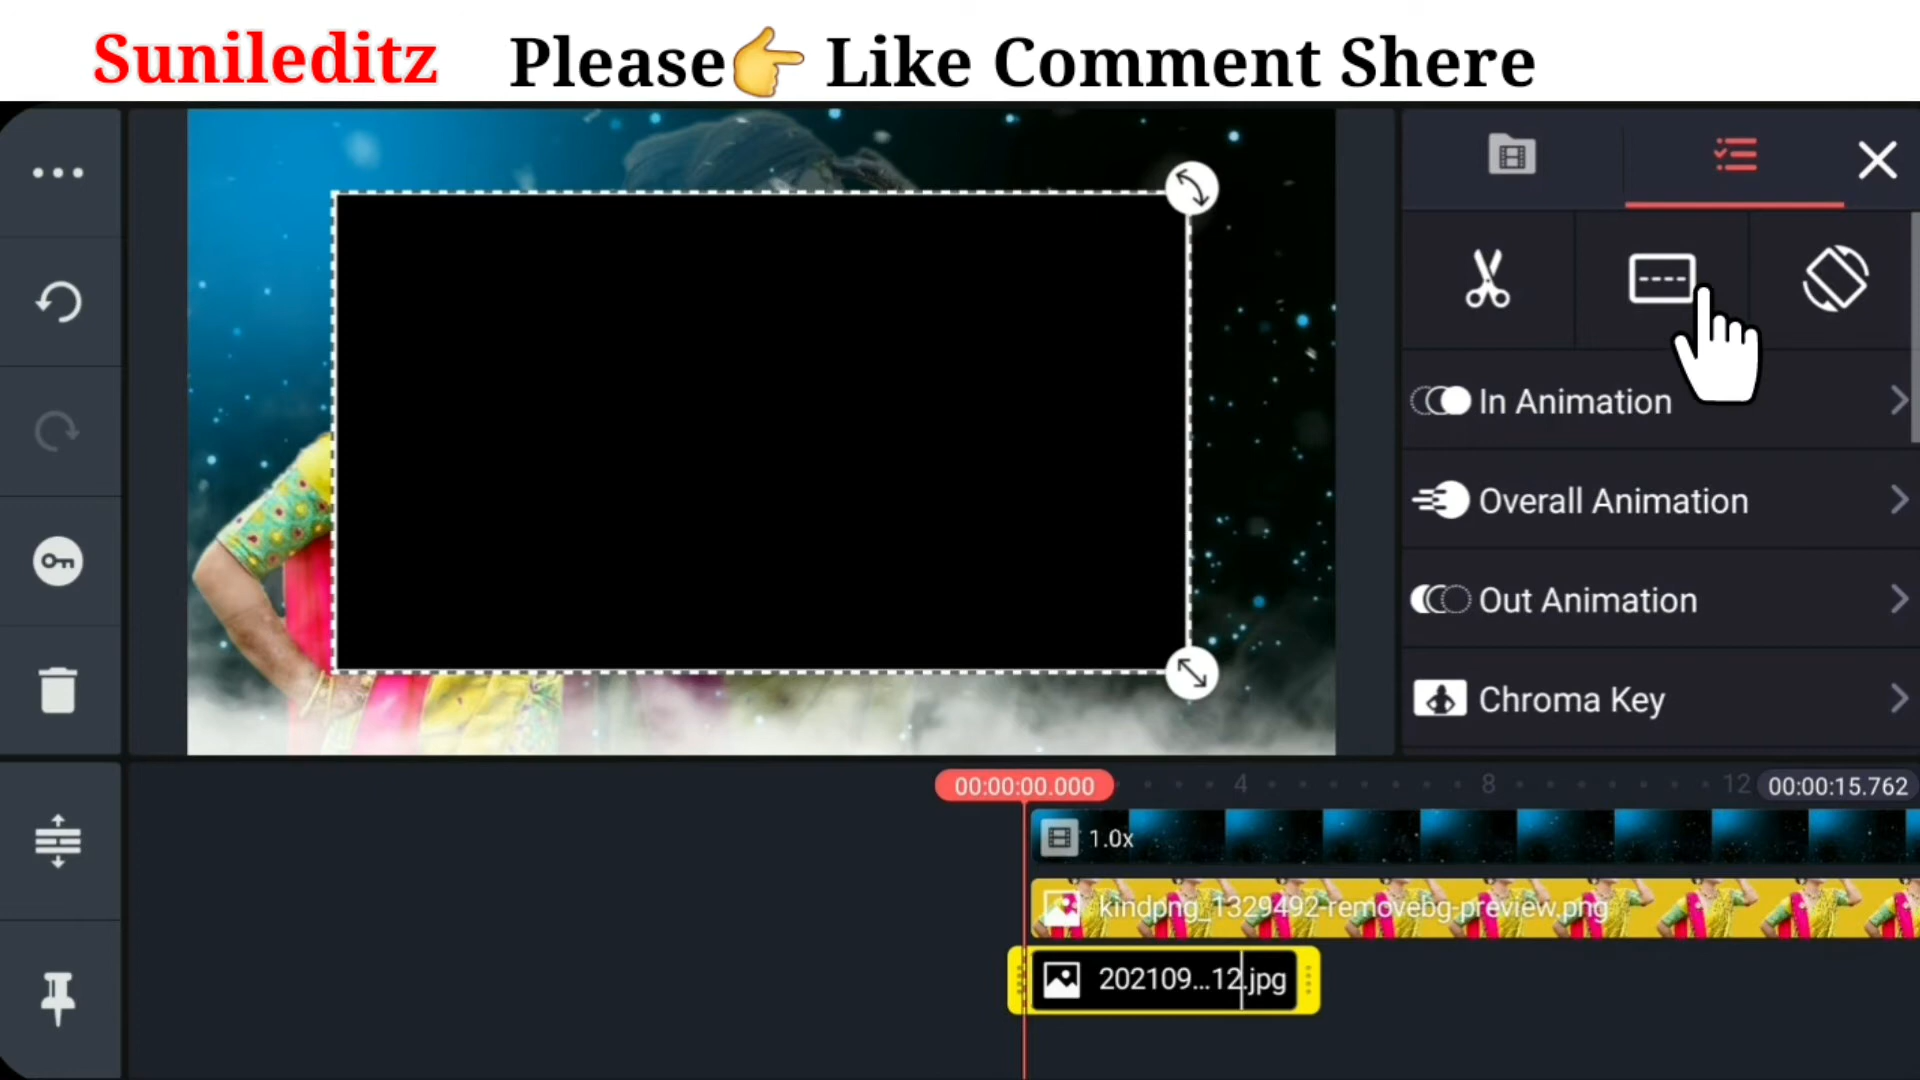 Sunileditz Please👉 Like Comment Shere
In Animation
Overall Animation
Out Animation
Chroma Key
00:00:00.000 4 8 12 00:00:15.762
1.0x
kindpng_1329492-removebg-preview.png
202109...12.jpg